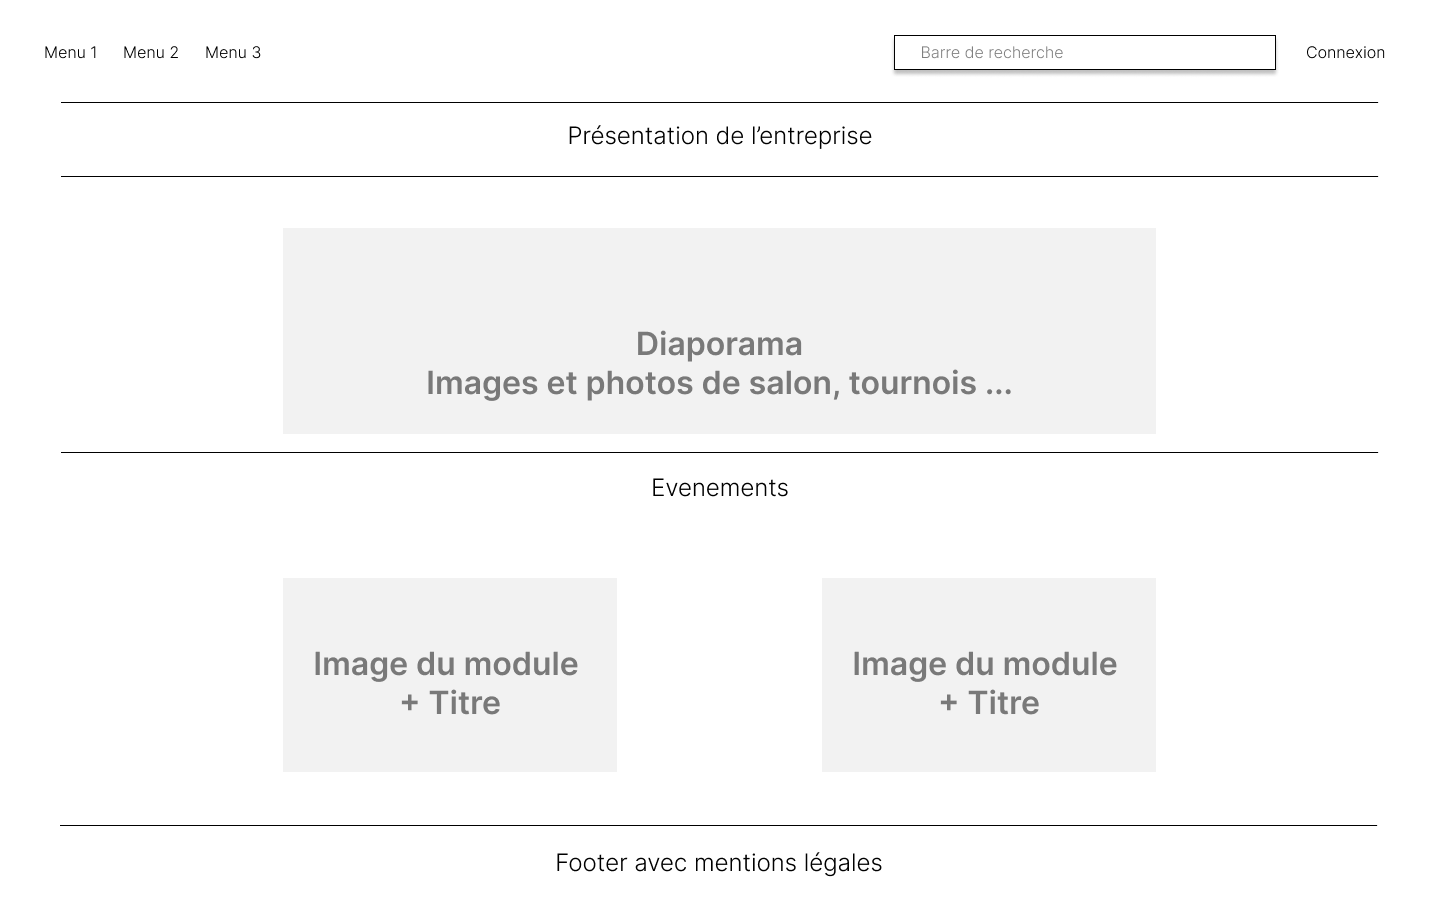 Menu 1 Menu 2 Menu 3 Barre de recherche Connexion
Présentation de l’entreprise
Diaporama
Images et photos de salon, tournois ...
Evenements
Image du module
+ Titre
Image du module
+ Titre
Footer avec mentions légales